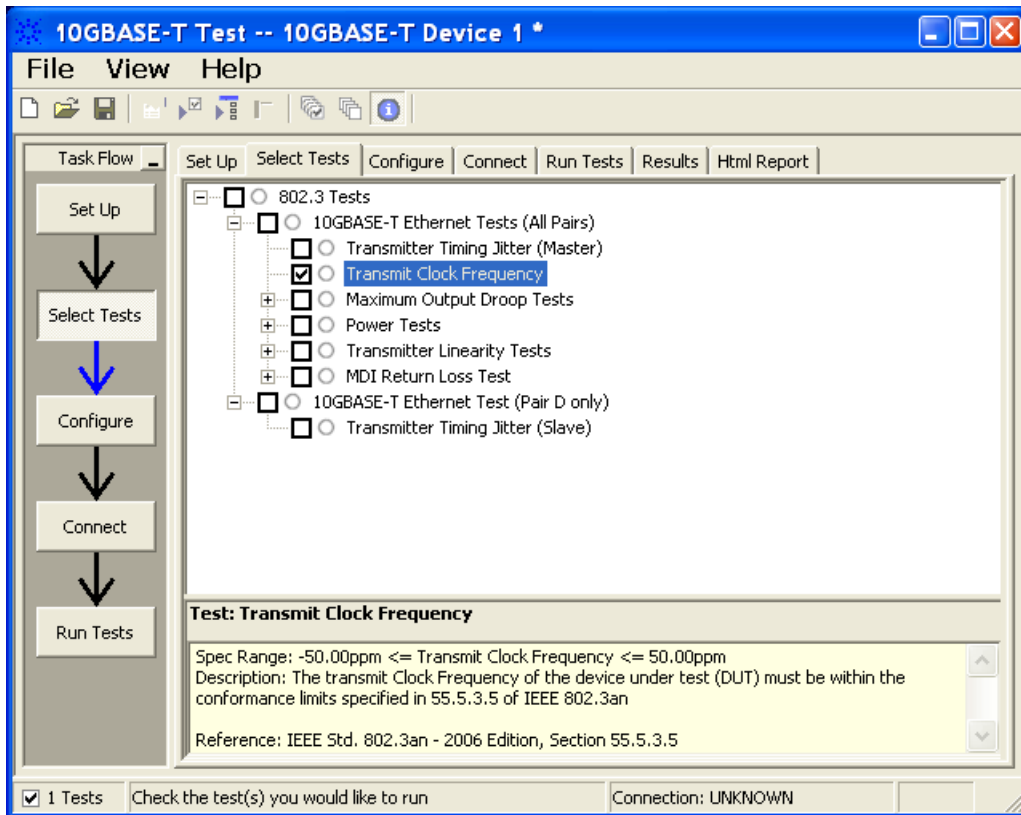 10GBASE-T Test -- 10GBASE-T Device 1 *
File View Help
Task Flow
Set Up
Select Tests
Configure
Connect
Run Tests
Set Up Select Tests Configure Connect Run Tests Results Html Report
802.3 Tests
10GBASE-T Ethernet Tests (All Pairs)
Transmitter Timing Jitter (Master)
Transmit Clock Frequency
Maximum Output Droop Tests
Power Tests
Transmitter Linearity Tests
MDI Return Loss Test
10GBASE-T Ethernet Test (Pair D only)
Transmitter Timing Jitter (Slave)
Test: Transmit Clock Frequency
Spec Range: -50.00ppm <= Transmit Clock Frequency <= 50.00ppm
Description: The transmit Clock Frequency of the device under test (DUT) must be within the
conformance limits specified in 55.5.3.5 of IEEE 802.3an
Reference: IEEE Std. 802.3an - 2006 Edition, Section 55.5.3.5
1 Tests Check the test(s) you would like to run Connection: UNKNOWN